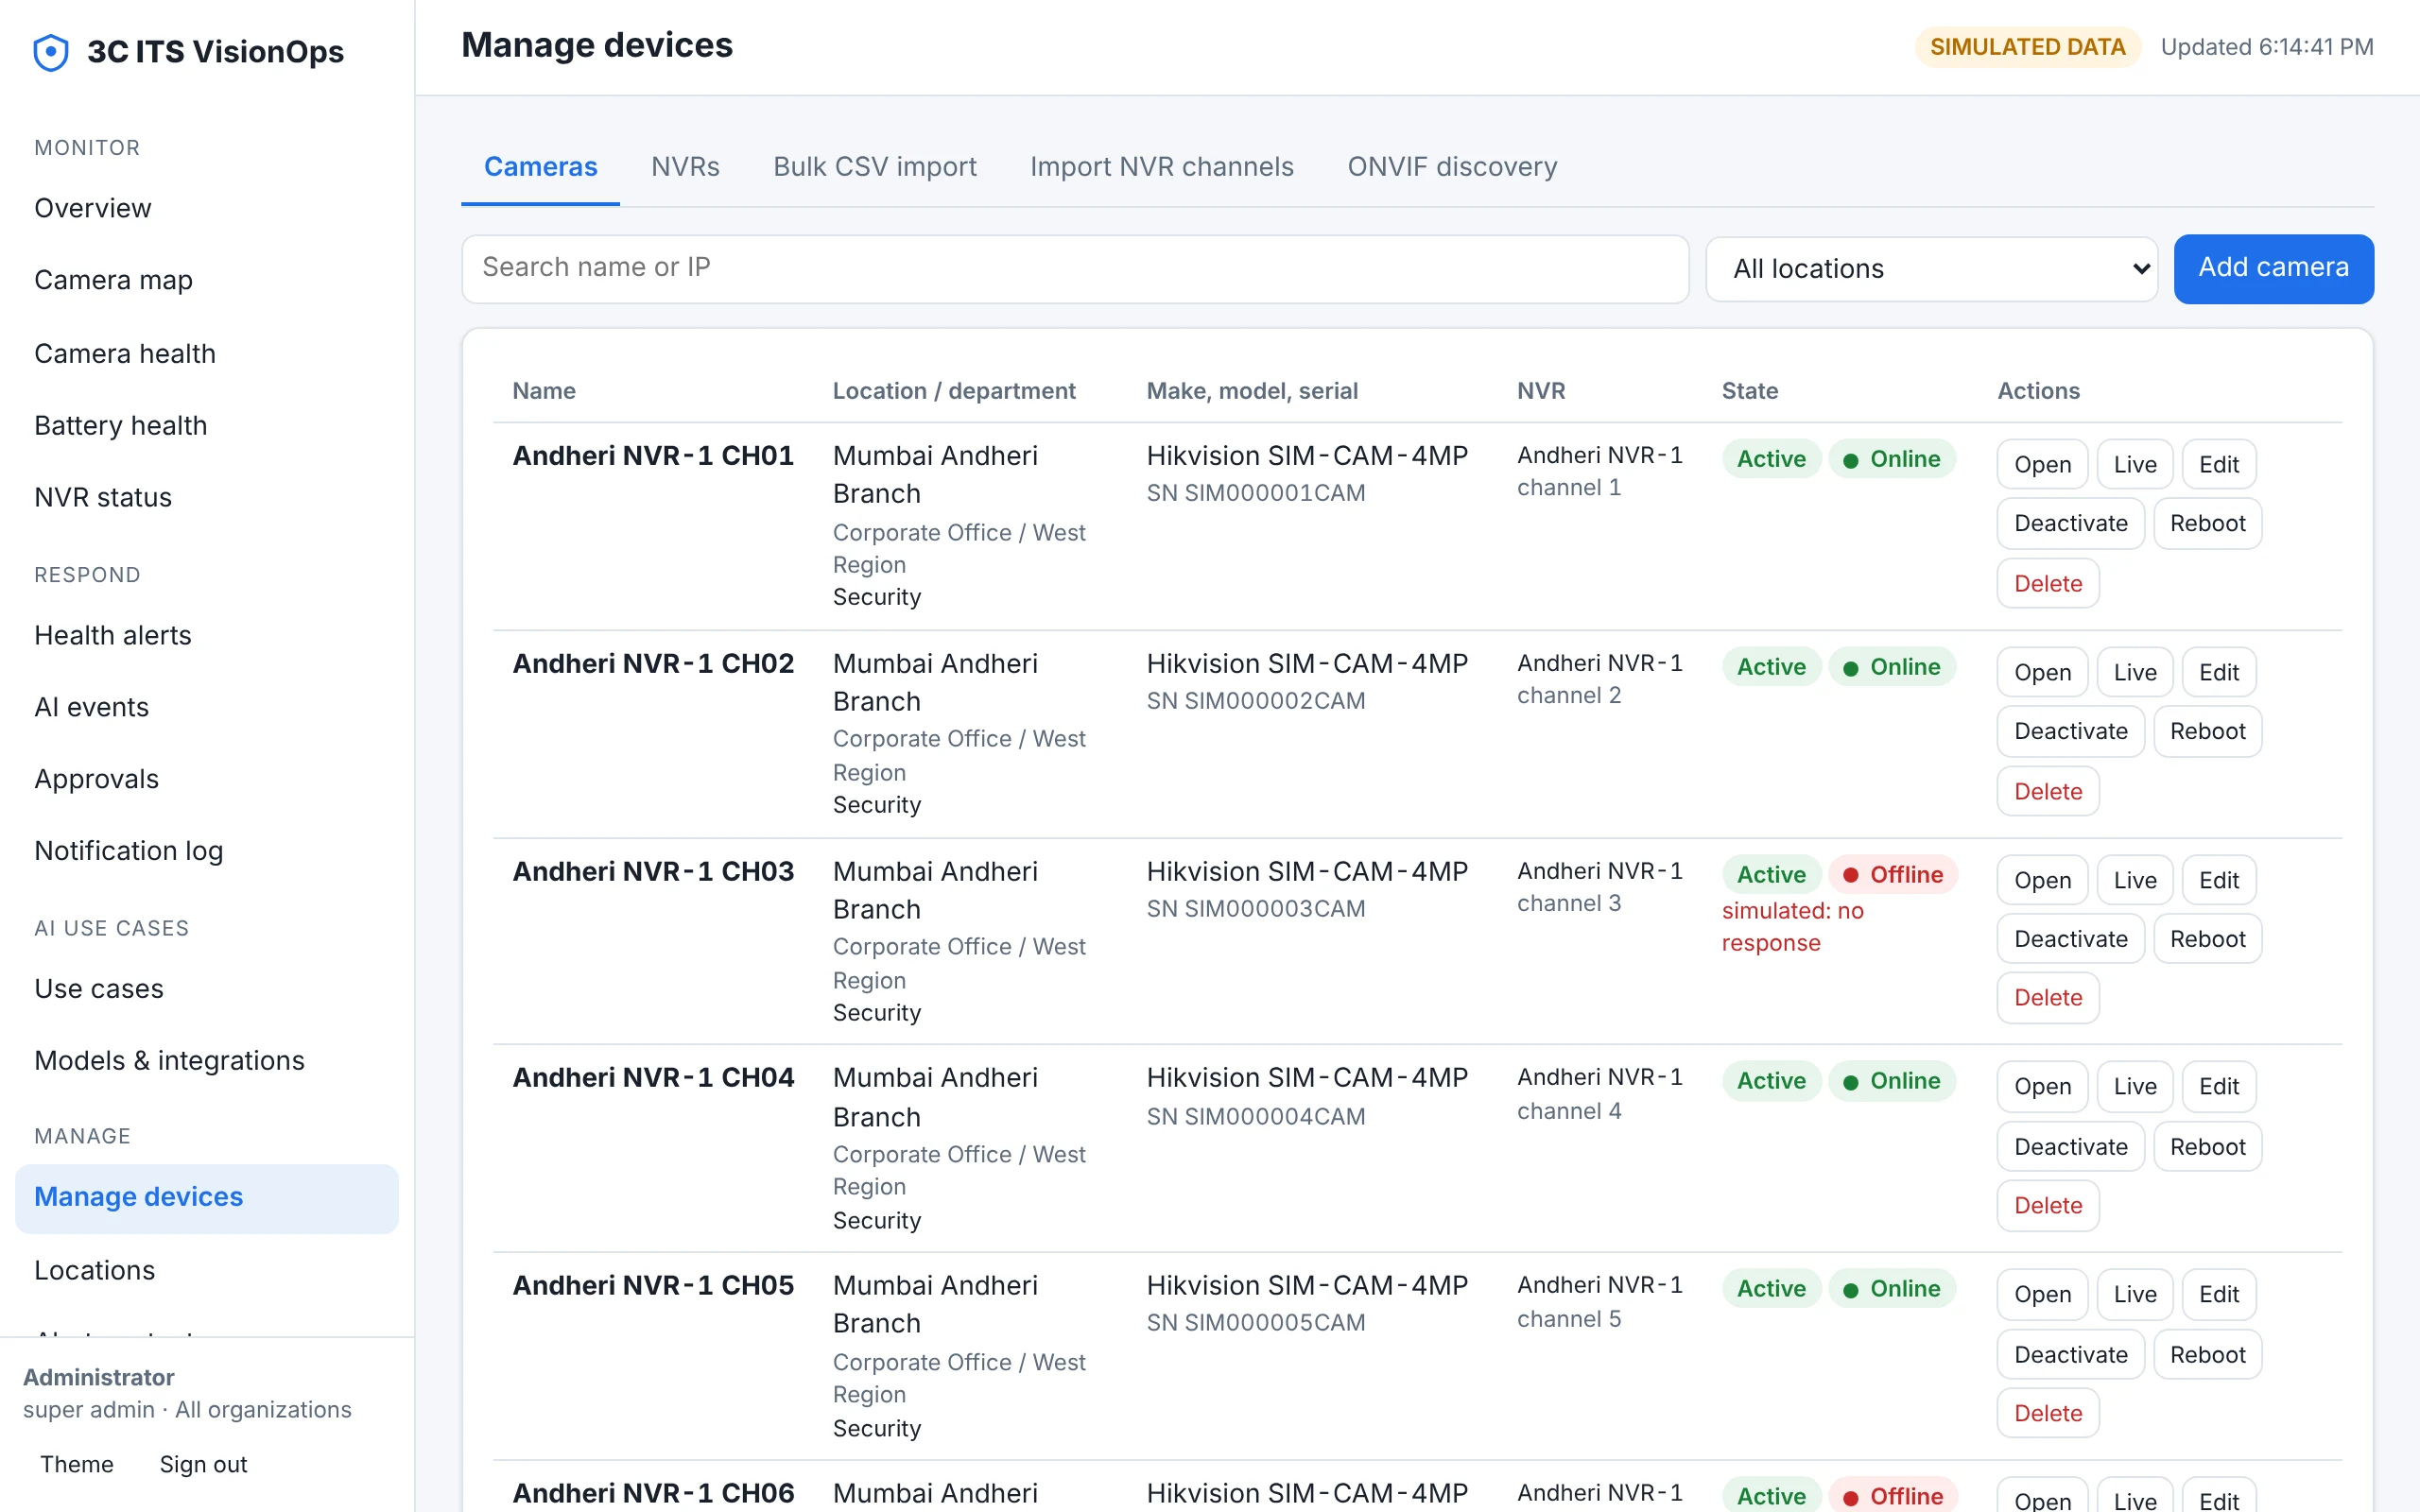 3C ITS VisionOps
MONITOR
Overview
Camera map
Camera health
Battery health
NVR status
RESPOND
Health alerts
AI events
Approvals
Notification log
AI USE CASES
Use cases
Models & integrations
MANAGE
Manage devices
Locations
Administrator
super admin · All organizations
Theme Sign out
Manage devices
SIMULATED DATA Updated 6:14:41 PM
Cameras NVRs Bulk CSV import Import NVR channels ONVIF discovery
Search name or IP All locations Add camera
Name Location / department Make, model, serial NVR State Actions
Andheri NVR-1 CH01
Mumbai Andheri
Branch
Corporate Office / West
Region
Security
Hikvision SIM-CAM-4MP
SN SIM000001CAM
Andheri NVR-1
channel 1
Active Online
Open Live Edit
Deactivate Reboot
Delete
Andheri NVR-1 CH02
Mumbai Andheri
Branch
Corporate Office / West
Region
Security
Hikvision SIM-CAM-4MP
SN SIM000002CAM
Andheri NVR-1
channel 2
Active Online
Open Live Edit
Deactivate Reboot
Delete
Andheri NVR-1 CH03
Mumbai Andheri
Branch
Corporate Office / West
Region
Security
Hikvision SIM-CAM-4MP
SN SIM000003CAM
Andheri NVR-1
channel 3
Active Offline
simulated: no
response
Open Live Edit
Deactivate Reboot
Delete
Andheri NVR-1 CH04
Mumbai Andheri
Branch
Corporate Office / West
Region
Security
Hikvision SIM-CAM-4MP
SN SIM000004CAM
Andheri NVR-1
channel 4
Active Online
Open Live Edit
Deactivate Reboot
Delete
Andheri NVR-1 CH05
Mumbai Andheri
Branch
Corporate Office / West
Region
Security
Hikvision SIM-CAM-4MP
SN SIM000005CAM
Andheri NVR-1
channel 5
Active Online
Open Live Edit
Deactivate Reboot
Delete
Andheri NVR-1 CH06
Mumbai Andheri
Hikvision SIM-CAM-4MP
Andheri NVR-1
Active Offline
Open Live Edit